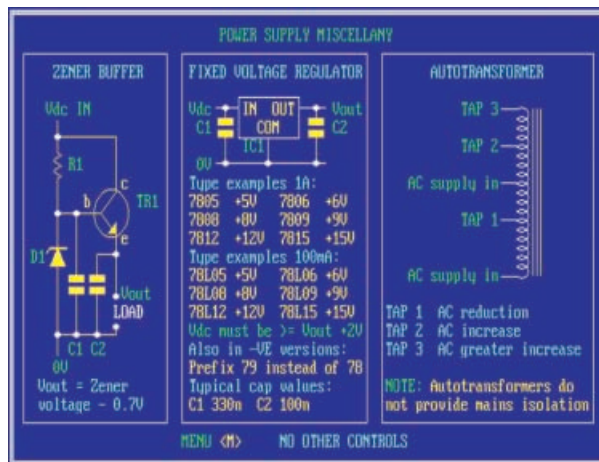 POWER SUPPLY MISCELLANY
ZENER BUFFER
Vdc IN
R1
c
b
TR1
e
D1
Vout
LOAD
C1 C2
0V
Vout = Zener
voltage - 0.7V
FIXED VOLTAGE REGULATOR
Vdc IN OUT Vout
C1 COM C2
IC1
0V
Type examples 1A:
7805 +5V 7806 +6V
7808 +8V 7809 +9V
7812 +12V 7815 +15V
Type examples 100mA:
78L05 +5V 78L06 +6V
78L08 +8V 78L09 +9V
78L12 +12V 78L15 +15V
Vdc must be >= Vout +2V
Also in -VE versions:
Prefix 79 instead of 78
Typical cap values:
C1 330n C2 100n
AUTOTRANSFORMER
TAP 3
TAP 2
AC supply in
TAP 1
AC supply in
TAP 1 AC reduction
TAP 2 AC increase
TAP 3 AC greater increase
NOTE: Autotransformers do
not provide mains isolation
MENU <M> NO OTHER CONTROLS